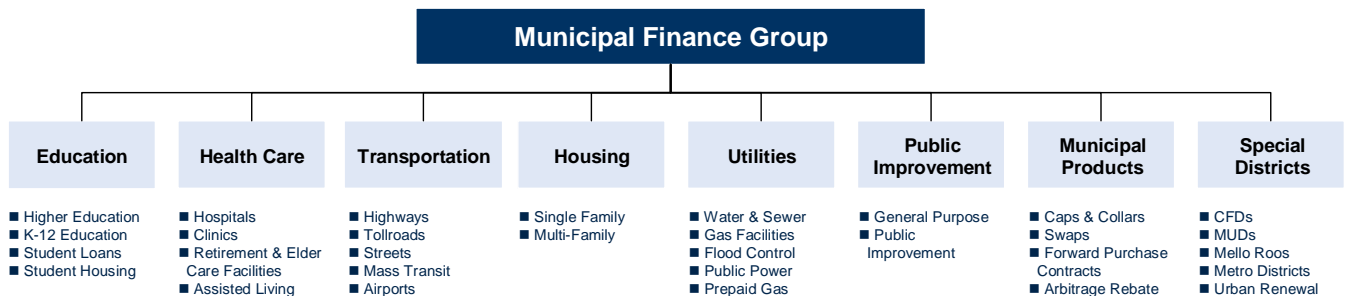 Municipal Finance Group
Education
Health Care
Transportation
Housing
Utilities
Public
Improvement
Municipal
Products
Special
Districts
■ Higher Education
■ K-12 Education
■ Student Loans
■ Student Housing
■ Hospitals
■ Clinics
■ Retirement & Elder
Care Facilities
■ Assisted Living
■ Highways
■ Tollroads
■ Streets
■ Mass Transit
■ Airports
■ Single Family
■ Multi-Family
■ Water & Sewer
■ Gas Facilities
■ Flood Control
■ Public Power
■ Prepaid Gas
■ General Purpose
■ Public
Improvement
■ Caps & Collars
■ Swaps
■ Forward Purchase
Contracts
■ Arbitrage Rebate
■ CFDs
■ MUDs
■ Mello Roos
■ Metro Districts
■ Urban Renewal